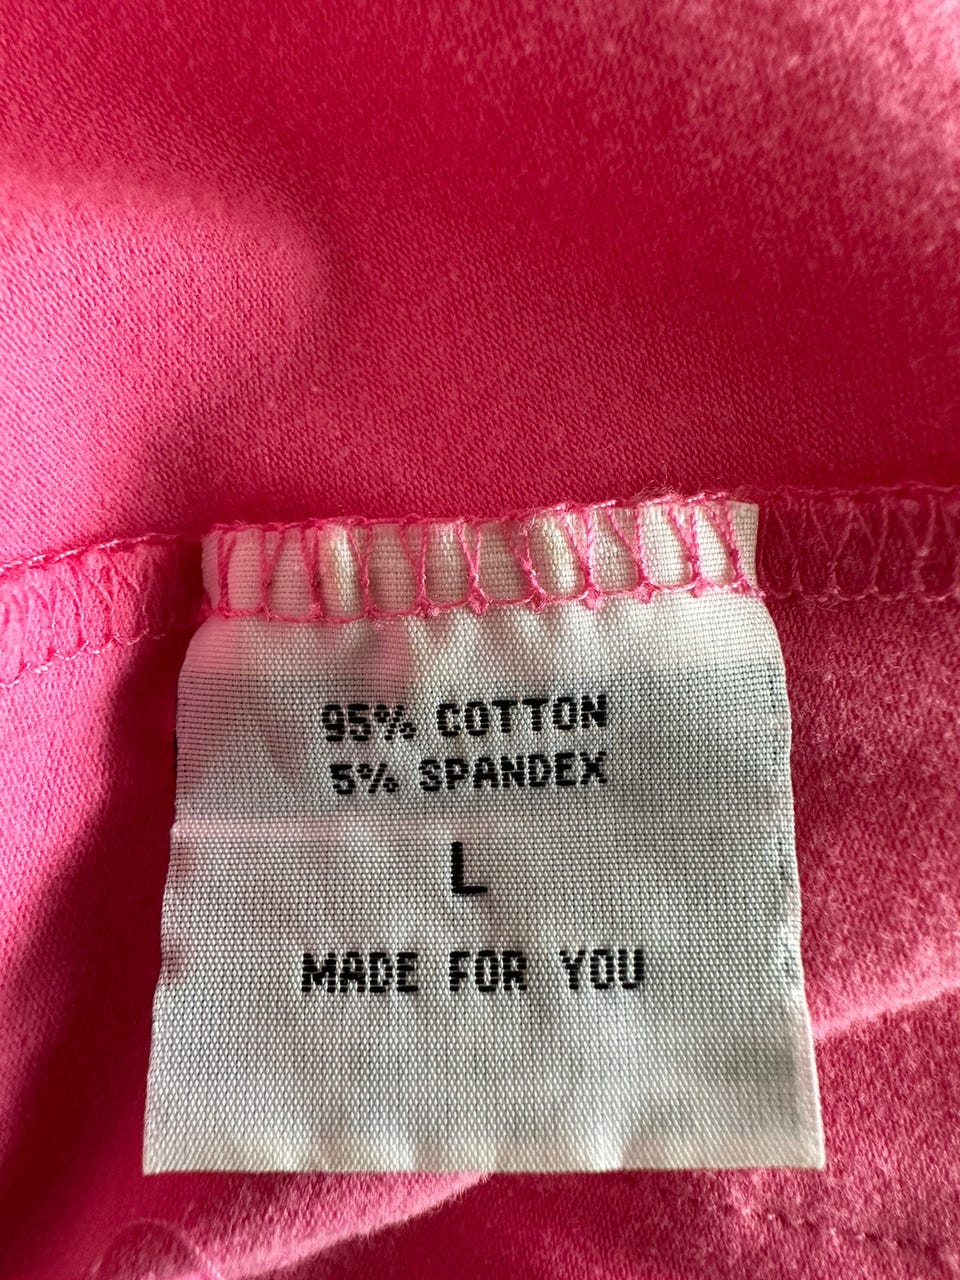 95% COTTON
5% SPANDEX
L
MADE FOR YOU